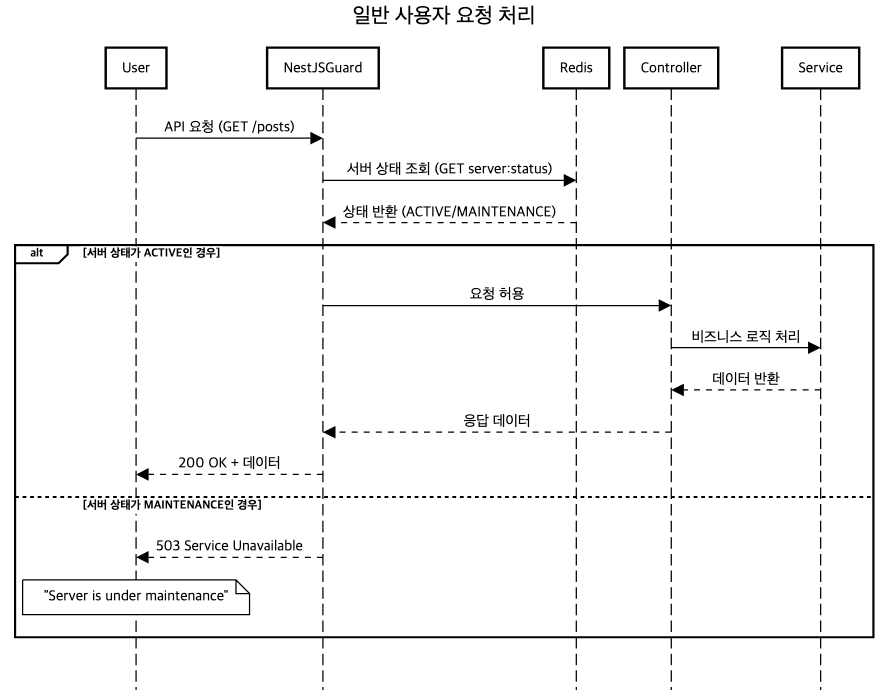 일반 사용자 요청 처리
User
NestJSGuard
Redis
Controller
Service
API 요청 (GET /posts)
서버 상태 조회 (GET server:status)
상태 반환 (ACTIVE/MAINTENANCE)
alt
[서버 상태가 ACTIVE인 경우]
요청 허용
비즈니스 로직 처리
데이터 반환
응답 데이터
200 OK + 데이터
[서버 상태가 MAINTENANCE인 경우]
503 Service Unavailable
"Server is under maintenance"